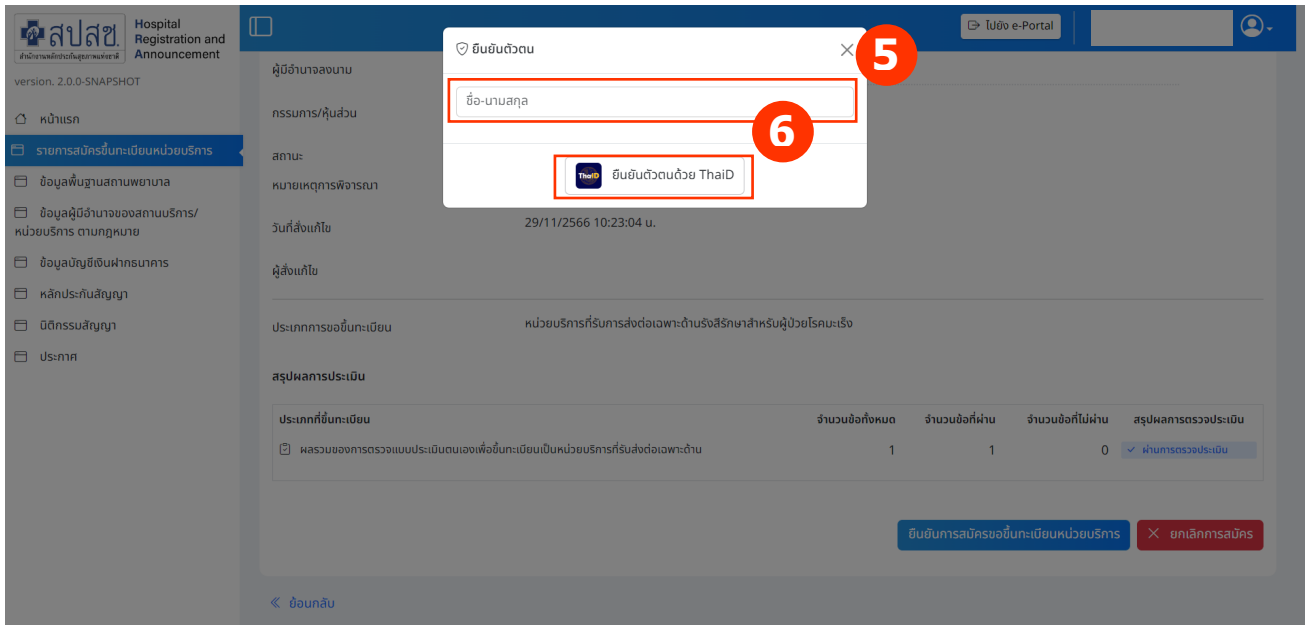 สปสช.
สำนักงานหลักประกันสุขภาพแห่งชาติ
Hospital
Registration and
Announcement
version. 2.0.0-SNAPSHOT
หน้าแรก
รายการสมัครขึ้นทะเบียนหน่วยบริการ
ข้อมูลพื้นฐานสถานพยาบาล
ข้อมูลผู้มีอำนาจของสถานบริการ/
หน่วยบริการ ตามกฎหมาย
ข้อมูลบัญชีเงินฝากธนาคาร
หลักประกันสัญญา
นิติกรรมสัญญา
ประกาศ
ไปยัง e-Portal
ยืนยันตัวตน
5
ชื่อ-นามสกุล
6
ThaiD
ยืนยันตัวตนด้วย ThaiD
ผู้มีอำนาจลงนาม
กรรมการ/หุ้นส่วน
สถานะ
หมายเหตุการพิจารณา
วันที่สั่งแก้ไข 29/11/2566 10:23:04 น.
ผู้สั่งแก้ไข
ประเภทการขอขึ้นทะเบียน หน่วยบริการที่รับการส่งต่อเฉพาะด้านรังสีรักษาสำหรับผู้ป่วยโรคมะเร็ง
สรุปผลการประเมิน
ประเภทที่ขึ้นทะเบียน จำนวนข้อทั้งหมด จำนวนข้อที่ผ่าน จำนวนข้อที่ไม่ผ่าน สรุปผลการตรวจประเมิน
ผลรวมของการตรวจแบบประเมินตนเองเพื่อขึ้นทะเบียนเป็นหน่วยบริการที่รับส่งต่อเฉพาะด้าน 1 1 0 ผ่านการตรวจประเมิน
ยืนยันการสมัครขอขึ้นทะเบียนหน่วยบริการ ยกเลิกการสมัคร
ย้อนกลับ